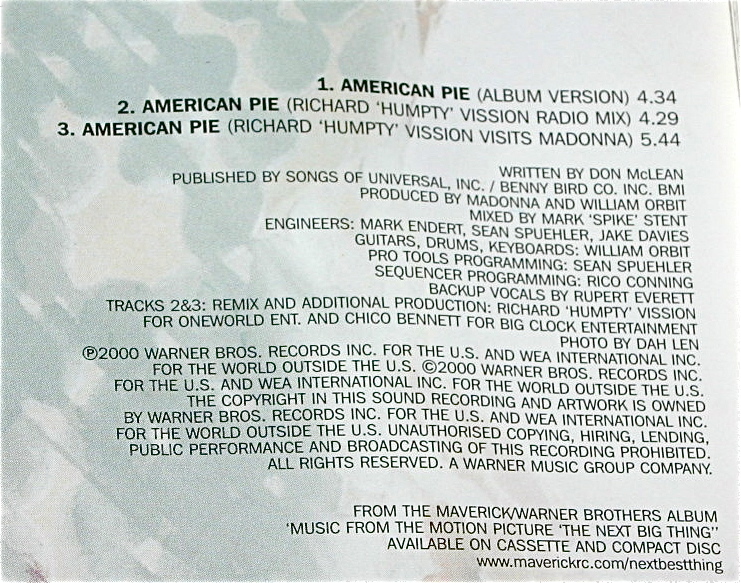 1. AMERICAN PIE (ALBUM VERSION) 4.34
2. AMERICAN PIE (RICHARD 'HUMPTY' VISSION RADIO MIX) 4.29
3. AMERICAN PIE (RICHARD 'HUMPTY' VISSION VISITS MADONNA) 5.44
WRITTEN BY DON McLEAN
PUBLISHED BY SONGS OF UNIVERSAL, INC. / BENNY BIRD CO. INC. BMI
PRODUCED BY MADONNA AND WILLIAM ORBIT
MIXED BY MARK 'SPIKE' STENT
ENGINEERS: MARK ENDERT, SEAN SPUEHLER, JAKE DAVIES
GUITARS, DRUMS, KEYBOARDS: WILLIAM ORBIT
PRO TOOLS PROGRAMMING: SEAN SPUEHLER
SEQUENCER PROGRAMMING: RICO CONNING
BACKUP VOCALS BY RUPERT EVERETT
TRACKS 2&3: REMIX AND ADDITIONAL PRODUCTION: RICHARD 'HUMPTY' VISSION
FOR ONEWORLD ENT. AND CHICO BENNETT FOR BIG CLOCK ENTERTAINMENT
PHOTO BY DAH LEN
℗2000 WARNER BROS. RECORDS INC. FOR THE U.S. AND WEA INTERNATIONAL INC.
FOR THE WORLD OUTSIDE THE U.S. ©2000 WARNER BROS. RECORDS INC.
FOR THE U.S. AND WEA INTERNATIONAL INC. FOR THE WORLD OUTSIDE THE U.S.
THE COPYRIGHT IN THIS SOUND RECORDING AND ARTWORK IS OWNED
BY WARNER BROS. RECORDS INC. FOR THE U.S. AND WEA INTERNATIONAL INC.
FOR THE WORLD OUTSIDE THE U.S. UNAUTHORISED COPYING, HIRING, LENDING,
PUBLIC PERFORMANCE AND BROADCASTING OF THIS RECORDING PROHIBITED.
ALL RIGHTS RESERVED. A WARNER MUSIC GROUP COMPANY.
FROM THE MAVERICK/WARNER BROTHERS ALBUM
'MUSIC FROM THE MOTION PICTURE 'THE NEXT BIG THING''
AVAILABLE ON CASSETTE AND COMPACT DISC
www.maverickrc.com/nextbestthing